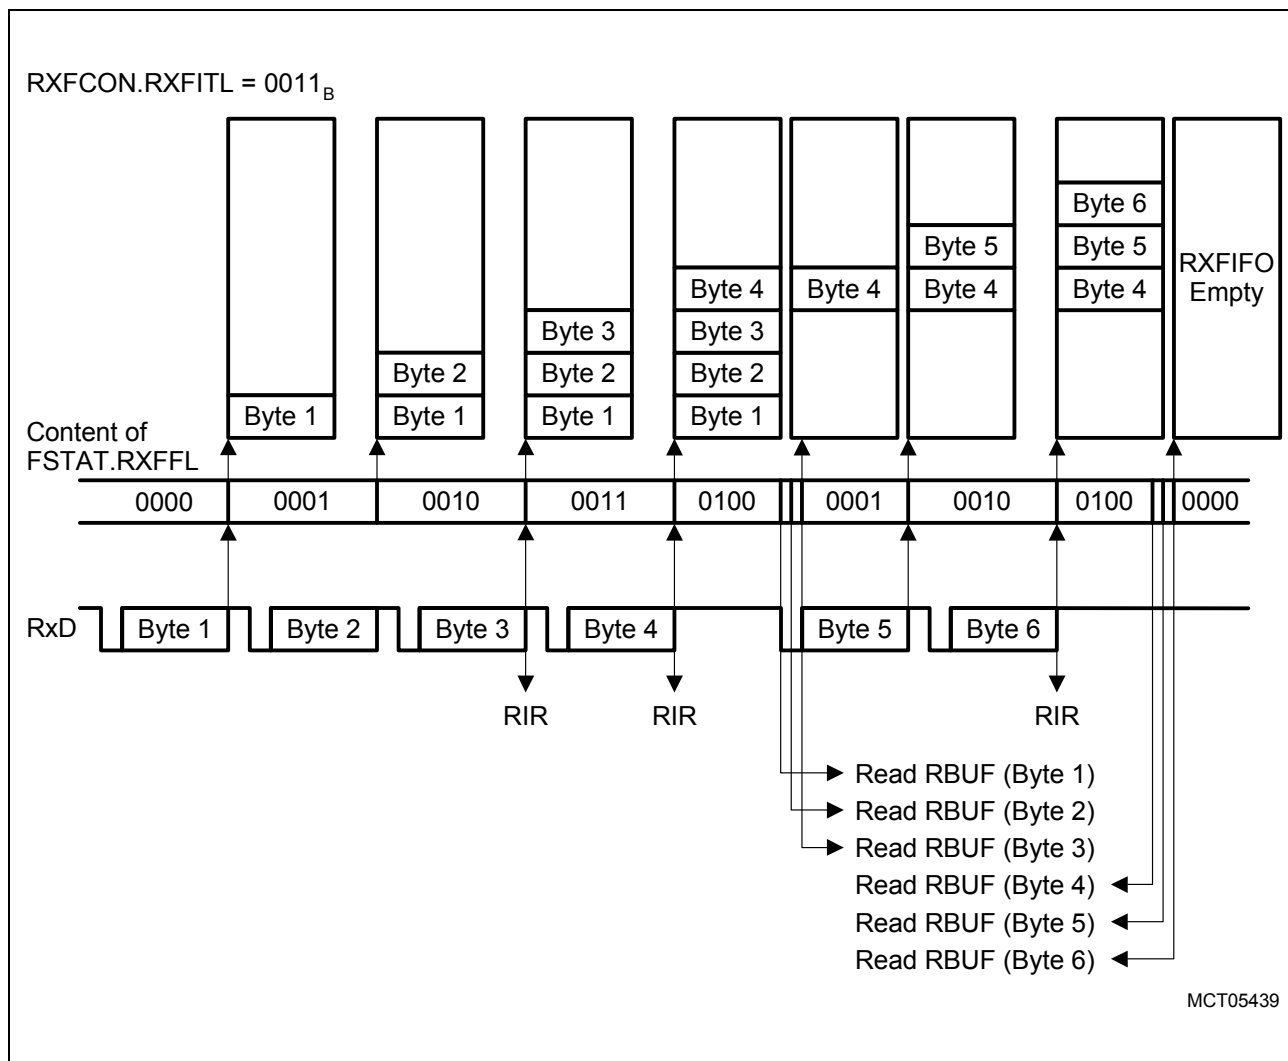 RXFCON.RXFITL = 0011B
Byte 6
Byte 5 Byte 5 RXFIFO
Byte 4 Byte 4 Byte 4 Byte 4 Empty
Byte 3 Byte 3
Byte 2 Byte 2 Byte 2
Byte 1 Byte 1 Byte 1 Byte 1
Content of
FSTAT.RXFFL
0000 0001 0010 0011 0100 0001 0010 0100 0000
RxD Byte 1 Byte 2 Byte 3 Byte 4 Byte 5 Byte 6
RIR RIR RIR
Read RBUF (Byte 1)
Read RBUF (Byte 2)
Read RBUF (Byte 3)
Read RBUF (Byte 4)
Read RBUF (Byte 5)
Read RBUF (Byte 6)
MCT05439